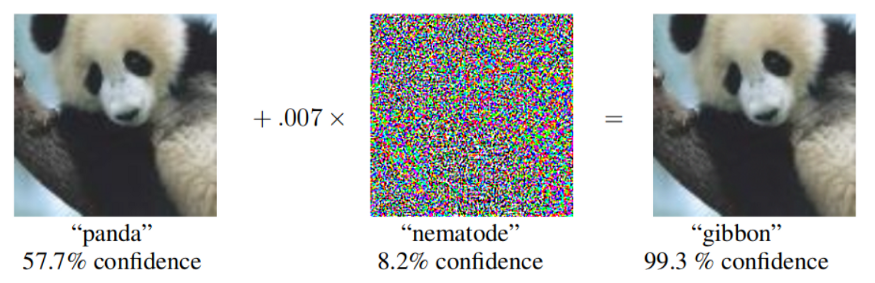 + .007 × =
“panda” “nematode” “gibbon”
57.7% confidence 8.2% confidence 99.3 % confidence